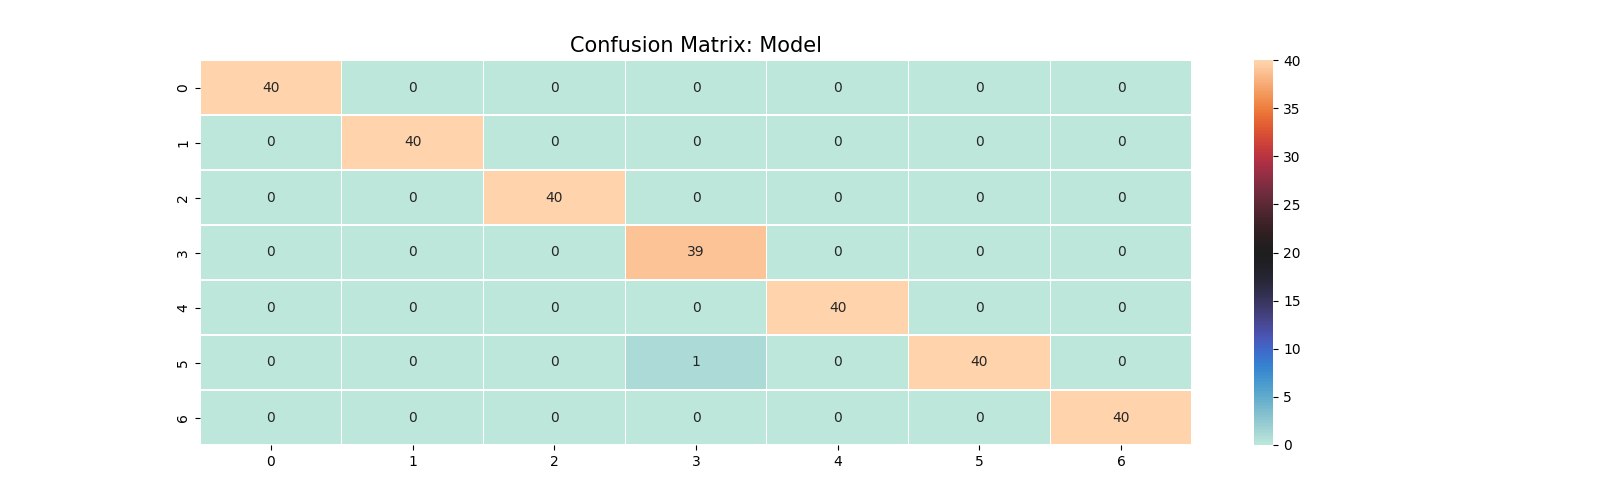 Confusion Matrix: Model
0 40 0 0 0 0 0 0
1 0 40 0 0 0 0 0
2 0 0 40 0 0 0 0
3 0 0 0 39 0 0 0
4 0 0 0 0 40 0 0
5 0 0 0 1 0 40 0
6 0 0 0 0 0 0 40
0 1 2 3 4 5 6
40
35
30
25
20
15
10
5
0